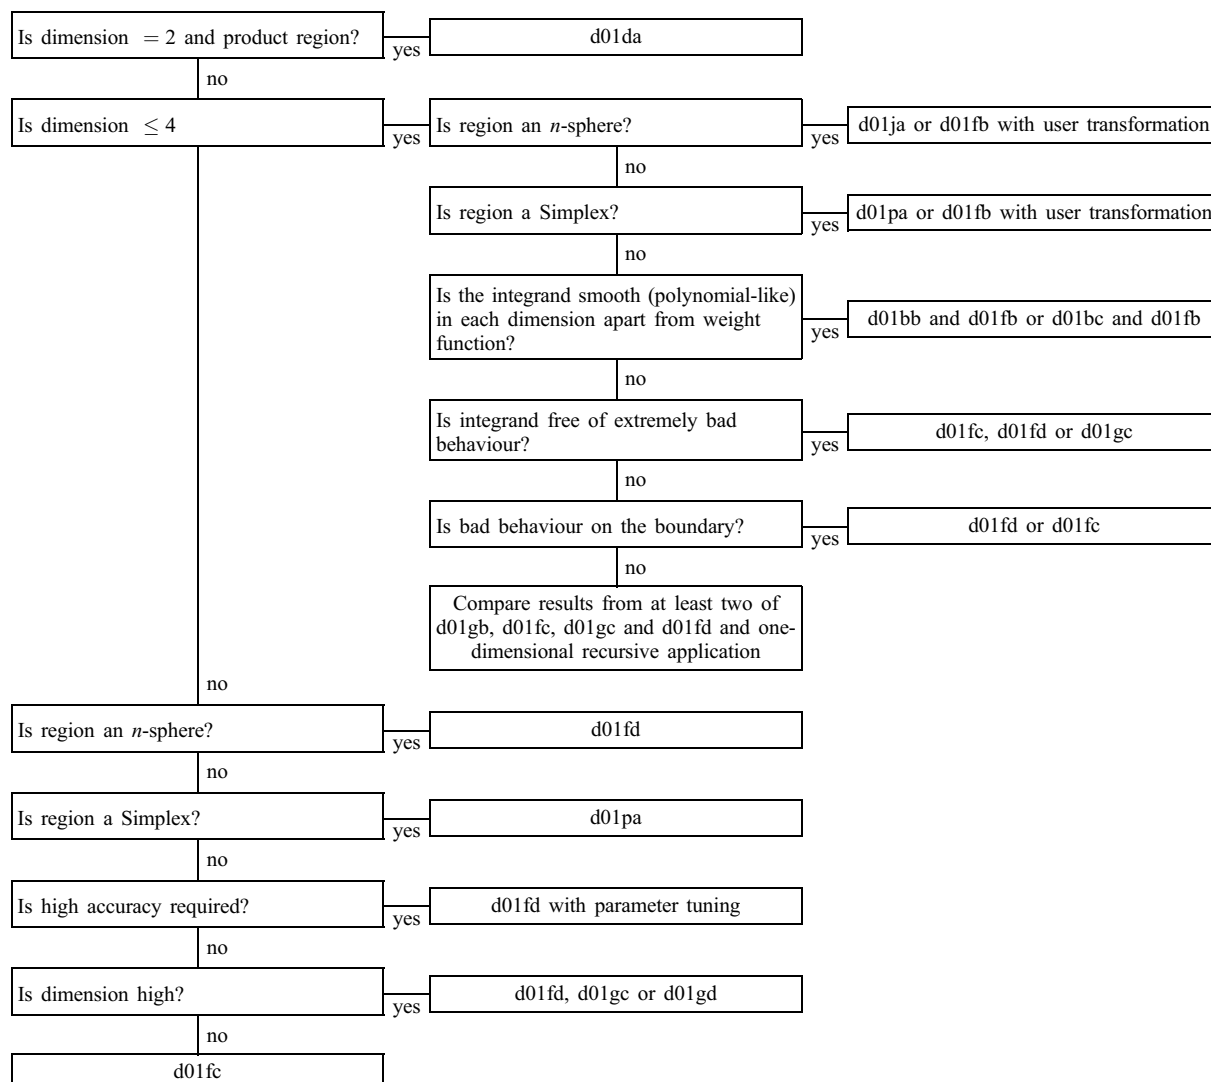 Is dimension = 2 and product region?
yes
d01da
no
Is dimension ≤ 4
yes
Is region an n-sphere?
yes
d01ja or d01fb with user transformation
no
Is region a Simplex?
yes
d01pa or d01fb with user transformation
no
Is the integrand smooth (polynomial-like)
in each dimension apart from weight
function?
yes
d01bb and d01fb or d01bc and d01fb
no
Is integrand free of extremely bad
behaviour?
yes
d01fc, d01fd or d01gc
no
Is bad behaviour on the boundary?
yes
d01fd or d01fc
no
Compare results from at least two of
d01gb, d01fc, d01gc and d01fd and one-
dimensional recursive application
no
Is region an n-sphere?
yes
d01fd
no
Is region a Simplex?
yes
d01pa
no
Is high accuracy required?
yes
d01fd with parameter tuning
no
Is dimension high?
yes
d01fd, d01gc or d01gd
no
d01fc